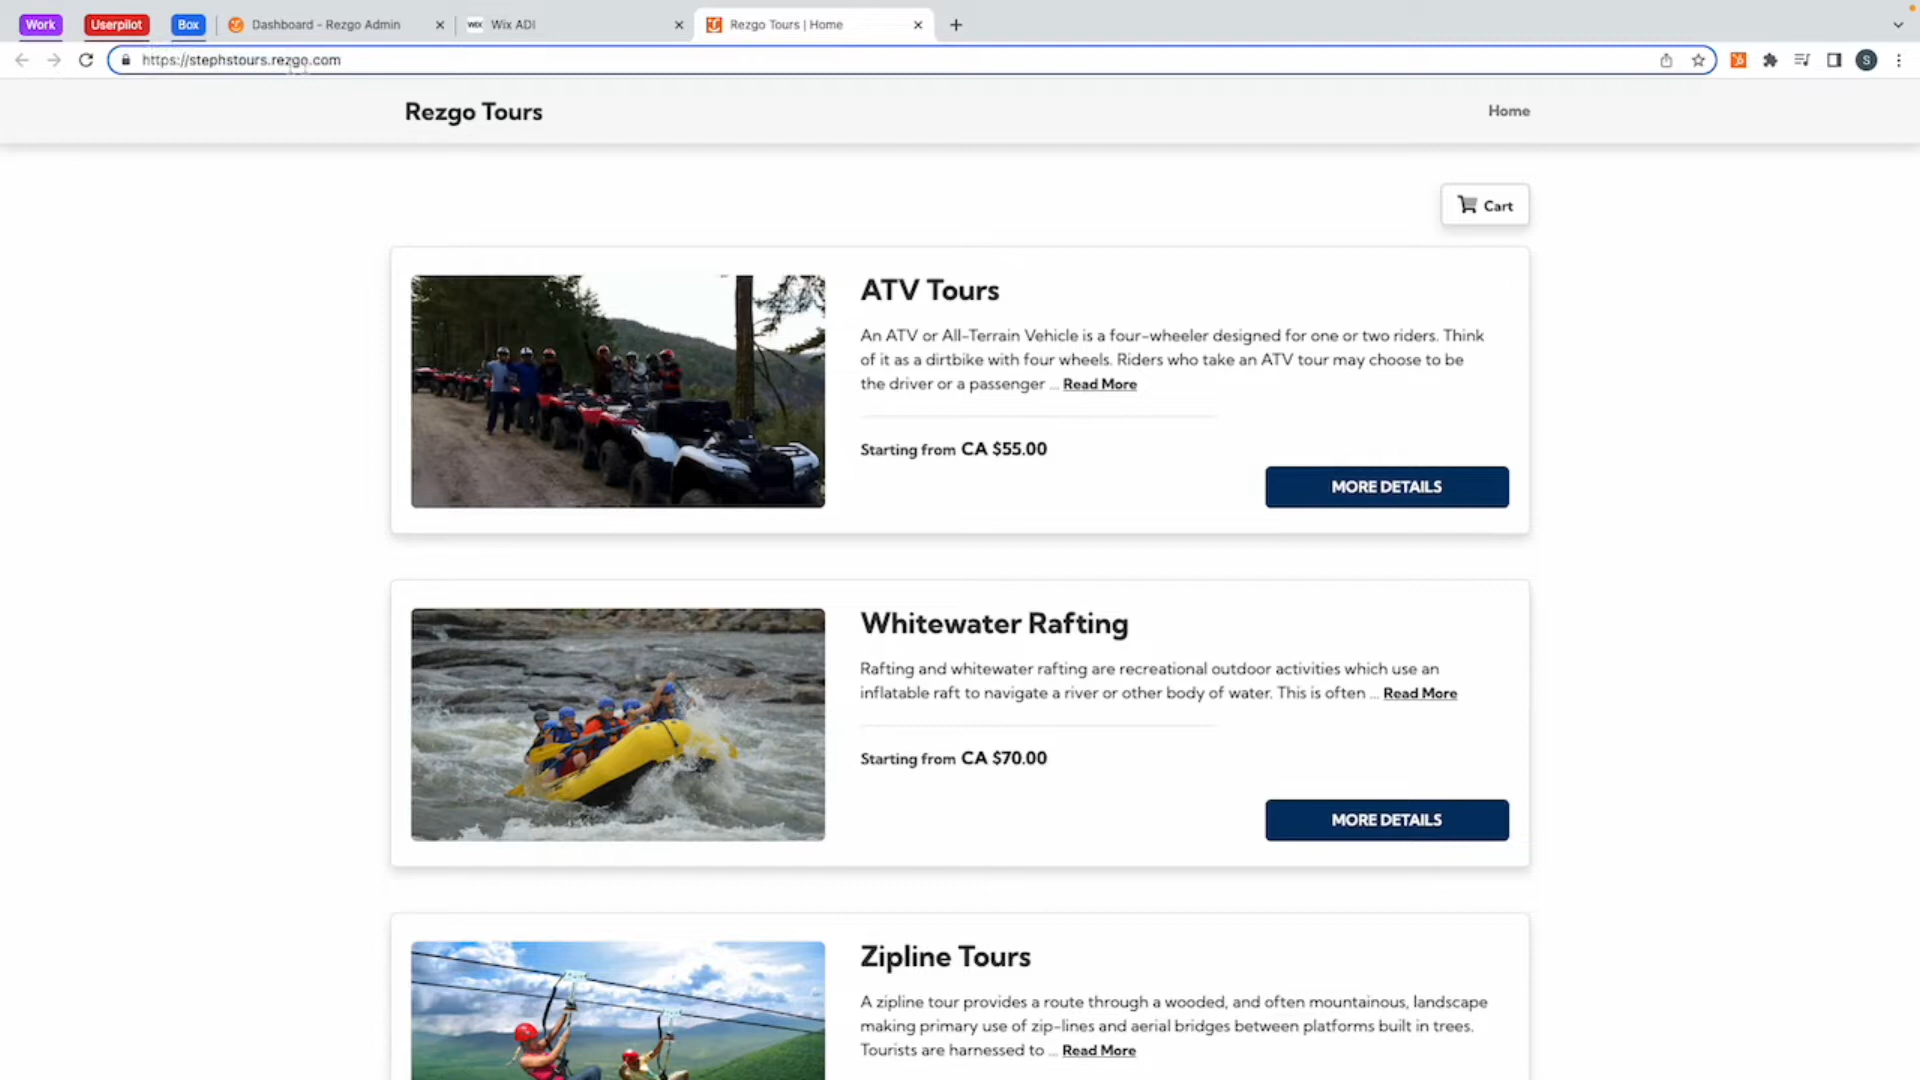 Work Userpilot Box Dashboard - Rezgo Admin WIX Wix ADI Rezgo Tours | Home
https://stephstours.rezgo.com S
Rezgo Tours Home
Cart
ATV Tours
An ATV or All-Terrain Vehicle is a four-wheeler designed for one or two riders. Think
of it as a dirtbike with four wheels. Riders who take an ATV tour may choose to be
the driver or a passenger ... Read More
Starting from CA $55.00
MORE DETAILS
Whitewater Rafting
Rafting and whitewater rafting are recreational outdoor activities which use an
inflatable raft to navigate a river or other body of water. This is often ... Read More
Starting from CA $70.00
MORE DETAILS
Zipline Tours
A zipline tour provides a route through a wooded, and often mountainous, landscape
making primary use of zip-lines and aerial bridges between platforms built in trees.
Tourists are harnessed to ... Read More